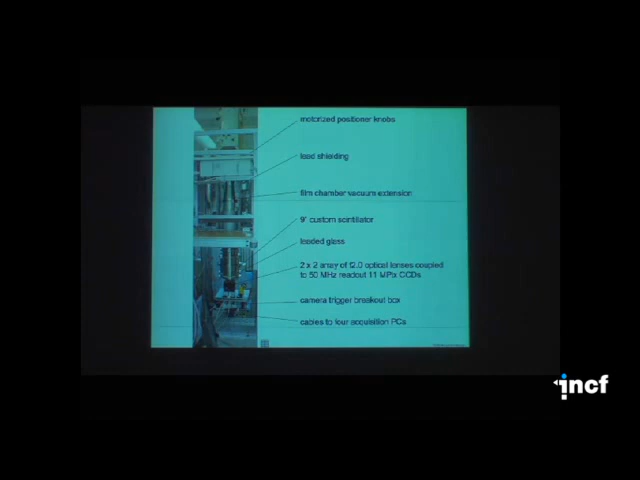 motorized positioner knobs
lead shielding
film chamber vacuum extension
9" custom scintillator
leaded glass
2 x 2 array of f2.0 optical lenses coupled
to 50 MHz readout 11 MPix CCDs
camera trigger breakout box
cables to four acquisition PCs
incf